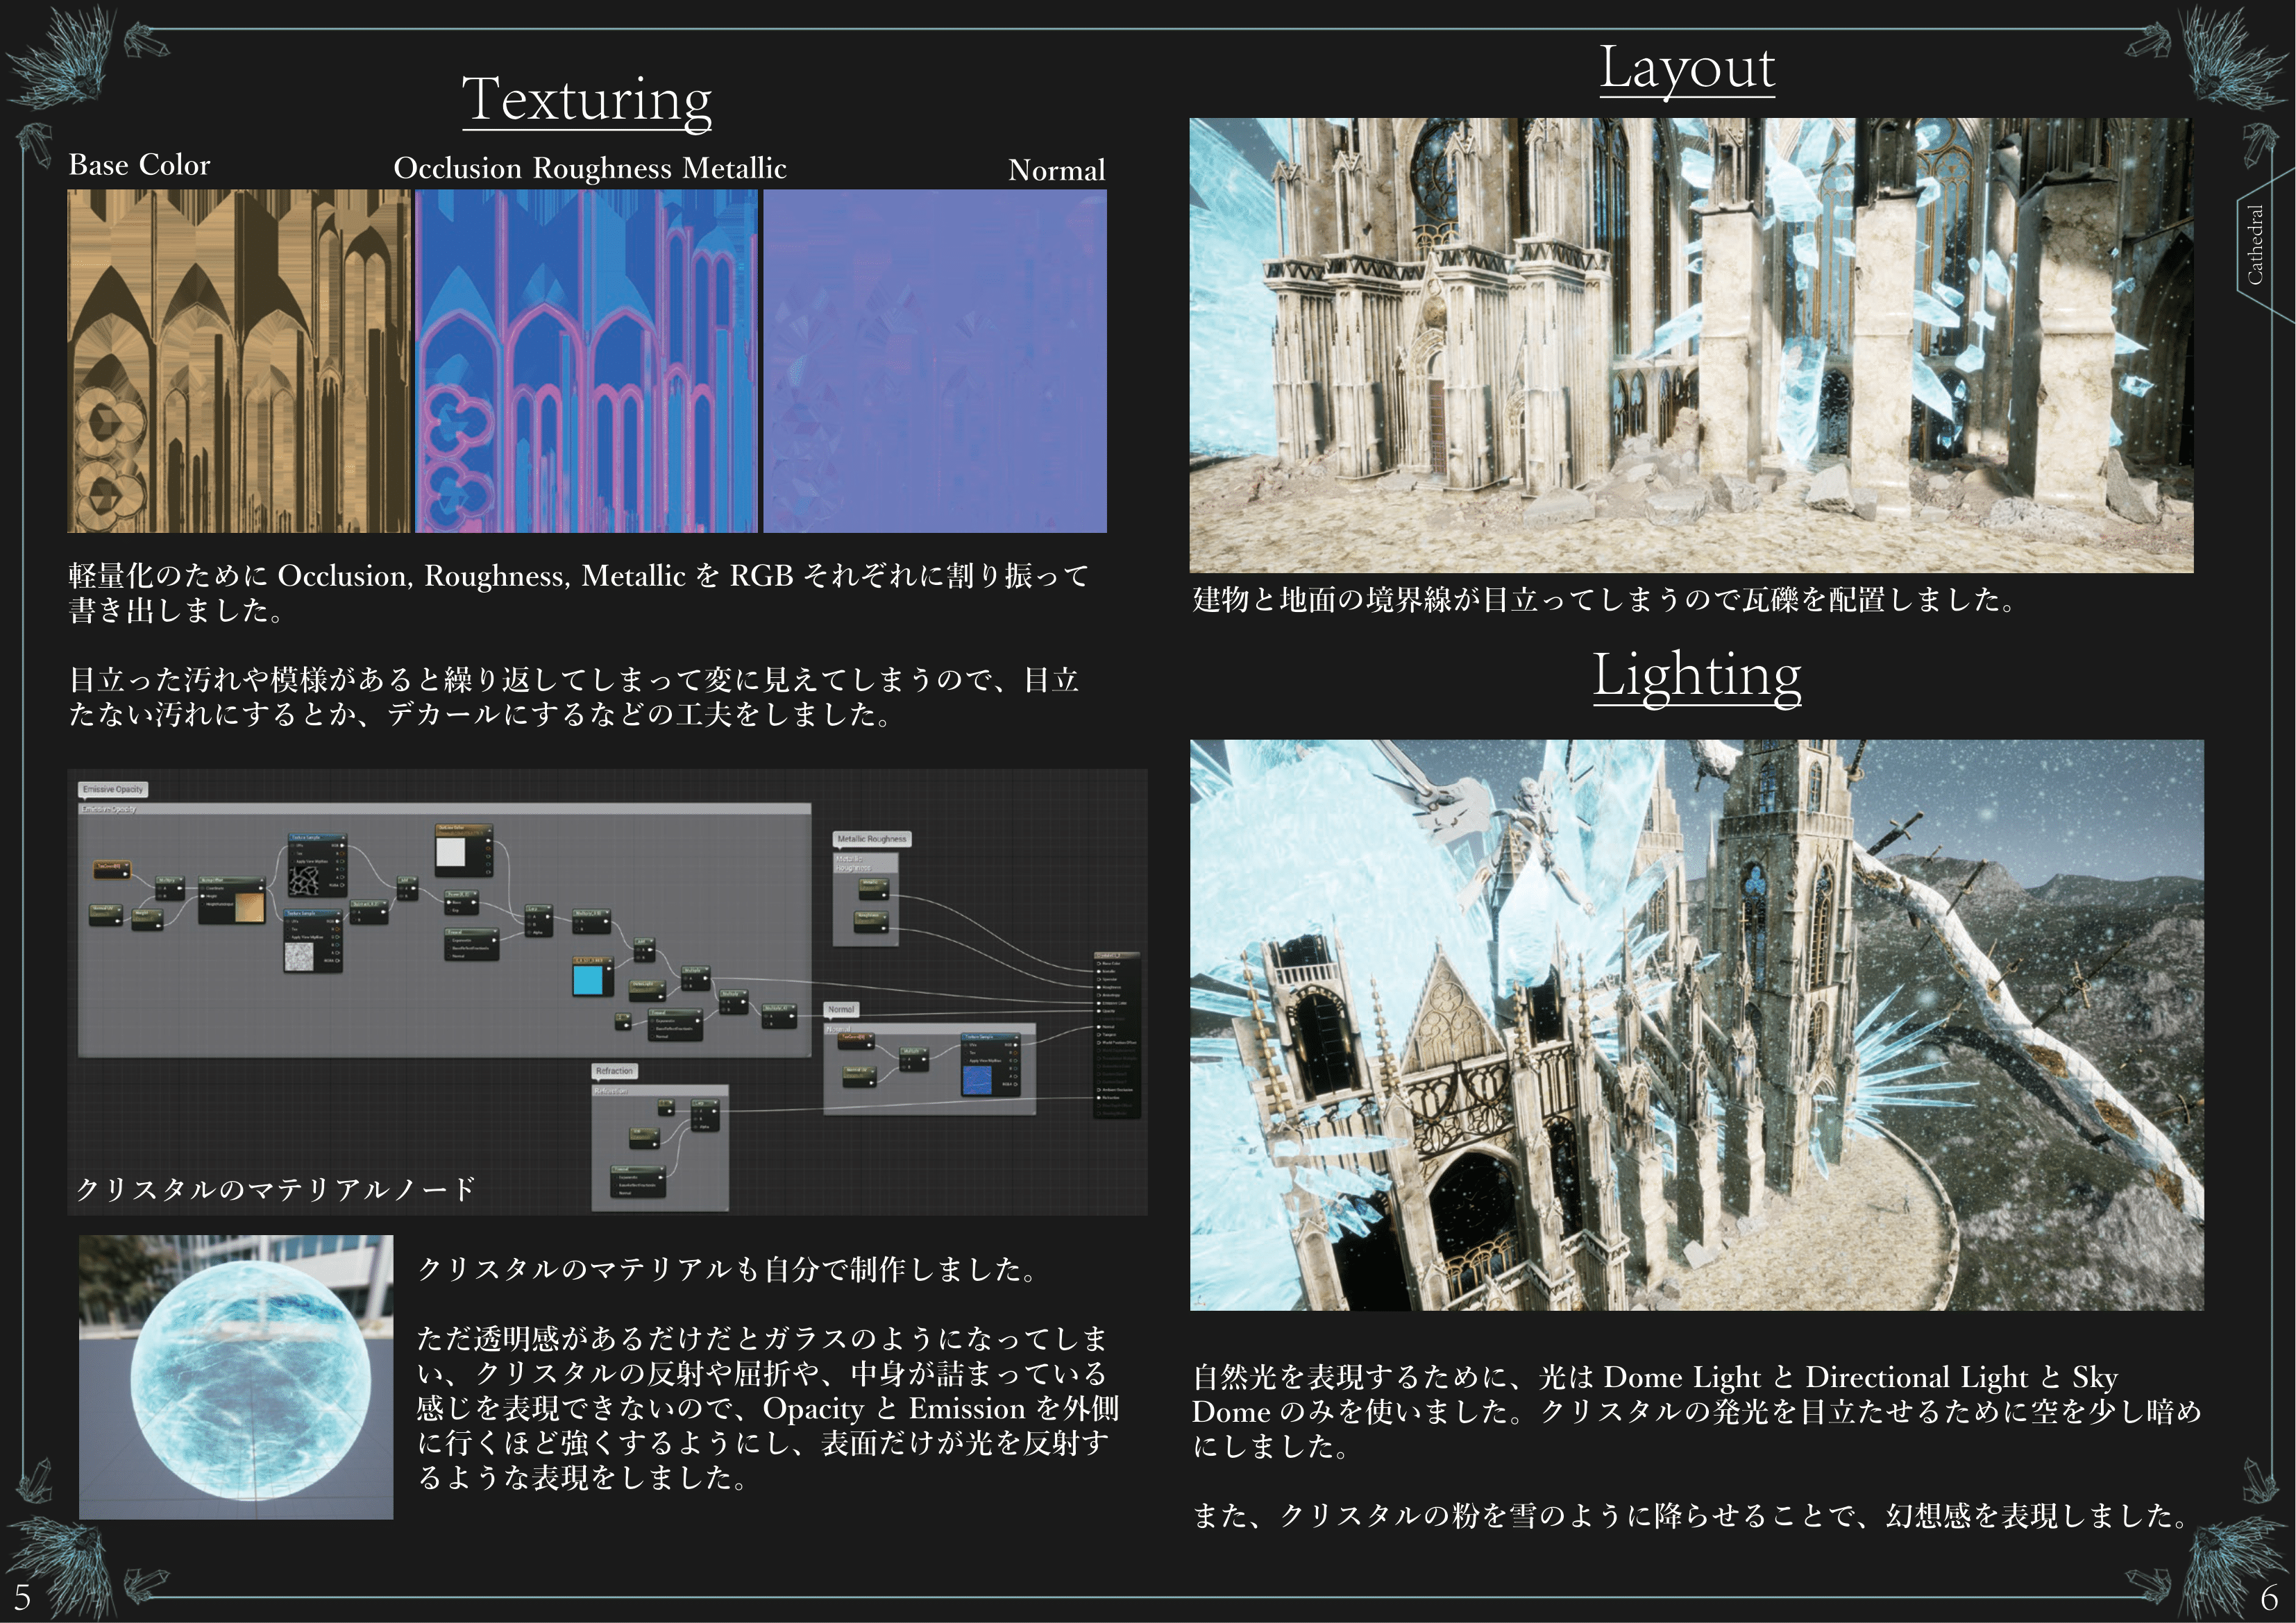 Texturing
Base Color
Occlusion Roughness Metallic
Normal
軽量化のために Occlusion, Roughness, Metallic を RGB それぞれに割り振って
書き出しました。
目立った汚れや模様があると繰り返してしまって変に見えてしまうので、目立
たない汚れにするとか、デカールにするなどの工夫をしました。
Emissive Opacity
Emissive Opacity
Metallic Roughness
Metallic
Roughness
Normal
Normal
Refraction
Refraction
クリスタルのマテリアルノード
クリスタルのマテリアルも自分で制作しました。
ただ透明感があるだけだとガラスのようになってしま
い、クリスタルの反射や屈折や、中身が詰まっている
感じを表現できないので、Opacity と Emission を外側
に行くほど強くするようにし、表面だけが光を反射す
るような表現をしました。
5
Layout
建物と地面の境界線が目立ってしまうので瓦礫を配置しました。
Lighting
自然光を表現するために、光は Dome Light と Directional Light と Sky
Dome のみを使いました。クリスタルの発光を目立たせるために空を少し暗め
にしました。
また、クリスタルの粉を雪のように降らせることで、幻想感を表現しました。
Cathedral
6